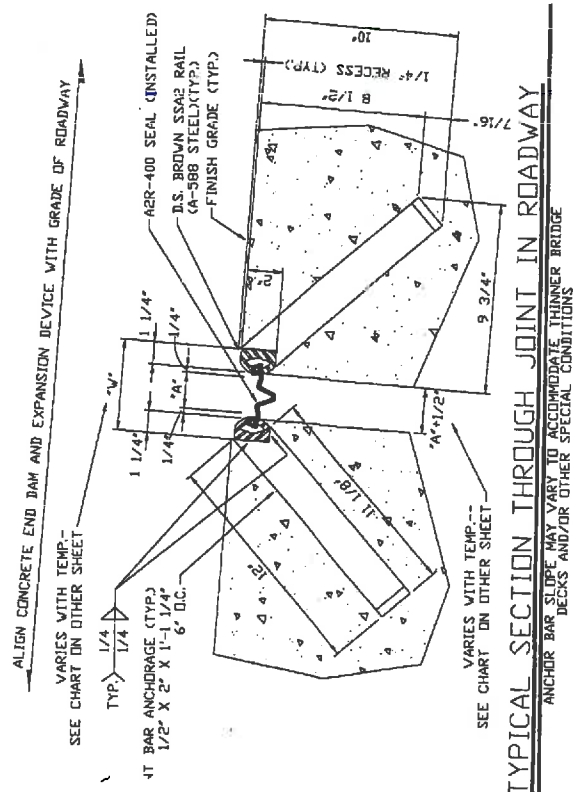 ALIGN CONCRETE END DAM AND EXPANSION DEVICE WITH GRADE OF ROADWAY
VARIES WITH TEMP.--
SEE CHART ON OTHER SHEET
"W"
1 1/4"
1 1/4"
1/4"
"A"
1/4"
TYP.
1/4
1/4
NT BAR ANCHORAGE (TYP.)
1/2" X 2" X 1'-1 1/4"
6" O.C.
A2R-400 SEAL (INSTALLED)
D.S. BROWN SSA2 RAIL
(A-588 STEEL)(TYP.)
FINISH GRADE (TYP.)
2"
12"
11 1/8"
1/4" RECESS (TYP.)
8 1/2"
10"
7/16"
9 3/4"
"A"+1/2"
VARIES WITH TEMP.--
SEE CHART ON OTHER SHEET
TYPICAL SECTION THROUGH JOINT IN ROADWAY
ANCHOR BAR SLOPE MAY VARY TO ACCOMMODATE THINNER BRIDGE
DECKS AND/OR OTHER SPECIAL CONDITIONS